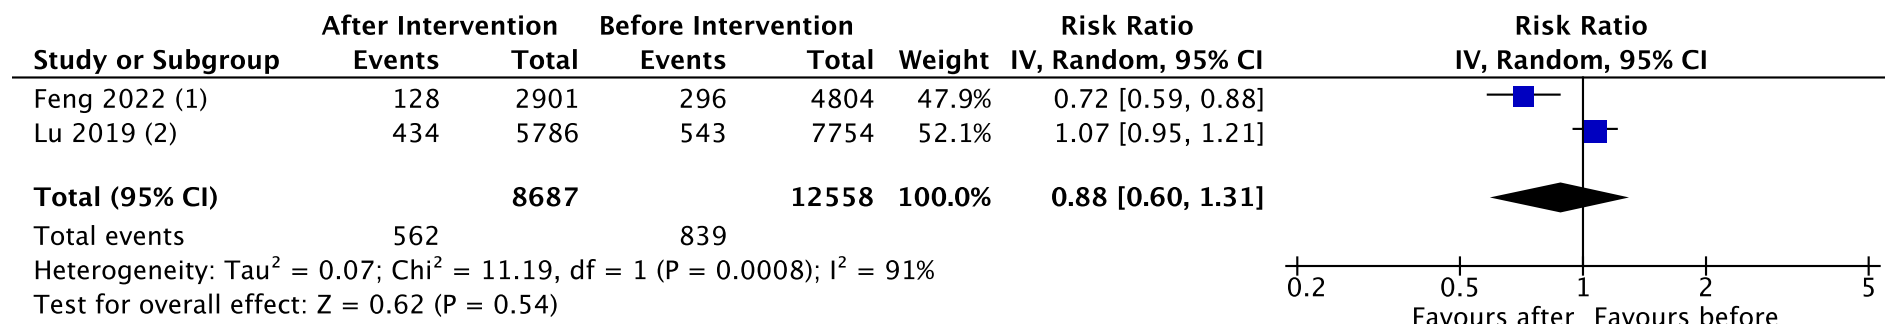 After Intervention Before Intervention Risk Ratio Risk Ratio
Study or Subgroup Events Total Events Total Weight IV, Random, 95% CI IV, Random, 95% CI
Feng 2022 (1) 128 2901 296 4804 47.9% 0.72 [0.59, 0.88]
Lu 2019 (2) 434 5786 543 7754 52.1% 1.07 [0.95, 1.21]
Total (95% CI) 8687 12558 100.0% 0.88 [0.60, 1.31]
Total events 562 839
Heterogeneity: Tau² = 0.07; Chi² = 11.19, df = 1 (P = 0.0008); I² = 91%
Test for overall effect: Z = 0.62 (P = 0.54)
0.2 0.5 1 2 5
Favours after Favours before